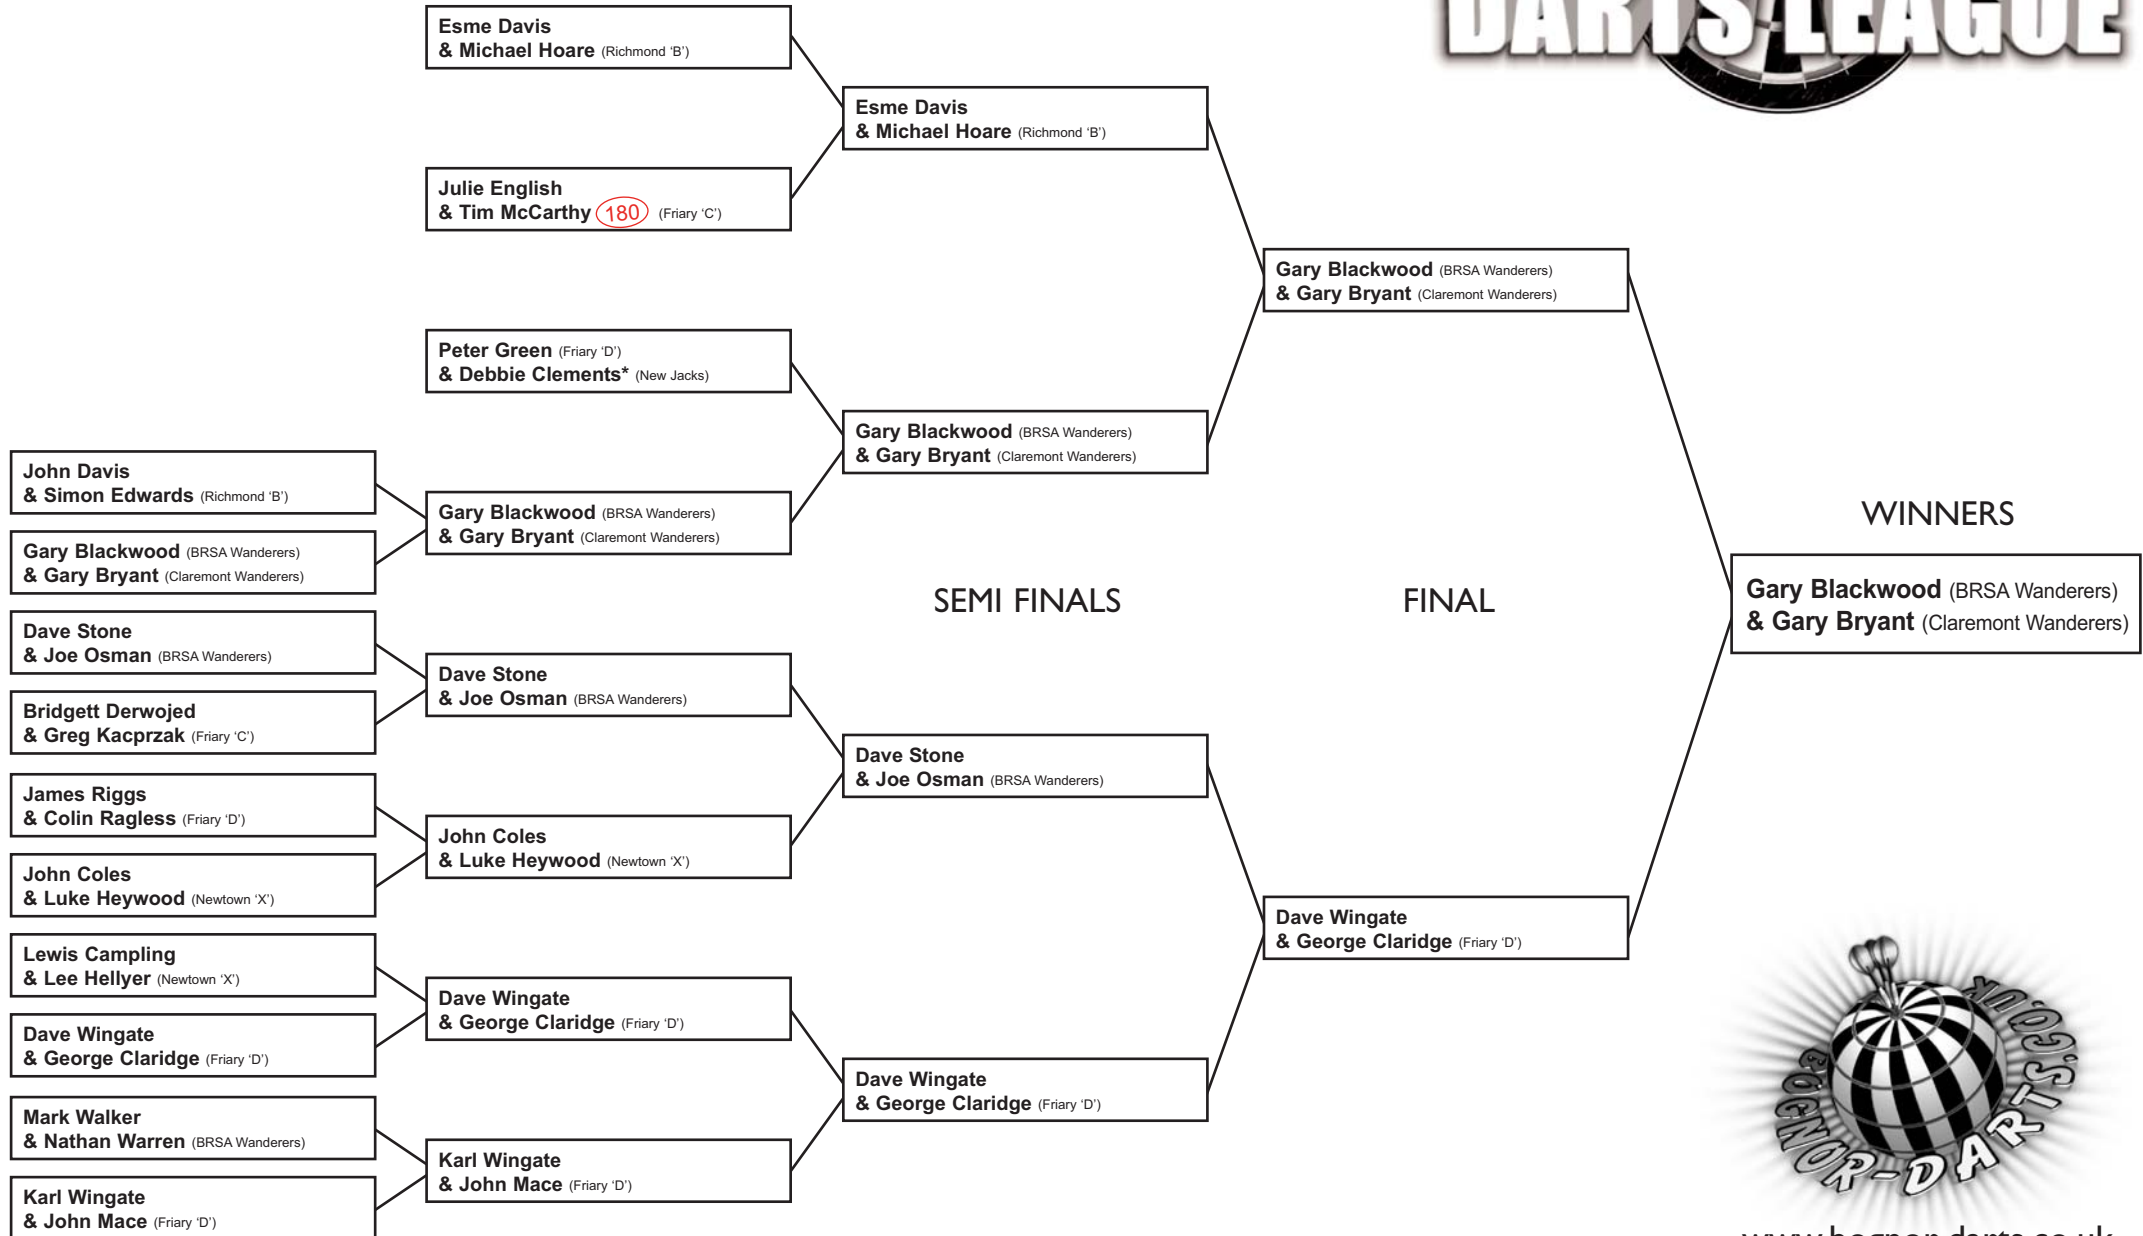 DARTS LEAGUE
Esme Davis
& Michael Hoare (Richmond ‘B’)
Julie English
& Tim McCarthy 180 (Friary ‘C’)
Peter Green (Friary ‘D’)
& Debbie Clements* (New Jacks)
John Davis
& Simon Edwards (Richmond ‘B’)
Gary Blackwood (BRSA Wanderers)
& Gary Bryant (Claremont Wanderers)
Dave Stone
& Joe Osman (BRSA Wanderers)
Bridgett Derwojed
& Greg Kacprzak (Friary ‘C’)
James Riggs
& Colin Ragless (Friary ‘D’)
John Coles
& Luke Heywood (Newtown ‘X’)
Lewis Campling
& Lee Hellyer (Newtown ‘X’)
Dave Wingate
& George Claridge (Friary ‘D’)
Mark Walker
& Nathan Warren (BRSA Wanderers)
Karl Wingate
& John Mace (Friary ‘D’)
Gary Blackwood (BRSA Wanderers)
& Gary Bryant (Claremont Wanderers)
Dave Stone
& Joe Osman (BRSA Wanderers)
John Coles
& Luke Heywood (Newtown ‘X’)
Dave Wingate
& George Claridge (Friary ‘D’)
Karl Wingate
& John Mace (Friary ‘D’)
Esme Davis
& Michael Hoare (Richmond ‘B’)
Gary Blackwood (BRSA Wanderers)
& Gary Bryant (Claremont Wanderers)
SEMI FINALS
Dave Stone
& Joe Osman (BRSA Wanderers)
Dave Wingate
& George Claridge (Friary ‘D’)
Gary Blackwood (BRSA Wanderers)
& Gary Bryant (Claremont Wanderers)
FINAL
Dave Wingate
& George Claridge (Friary ‘D’)
WINNERS
Gary Blackwood (BRSA Wanderers)
& Gary Bryant (Claremont Wanderers)
BOGNOR-DARTS.CO.UK
www.bognor-darts.co.uk